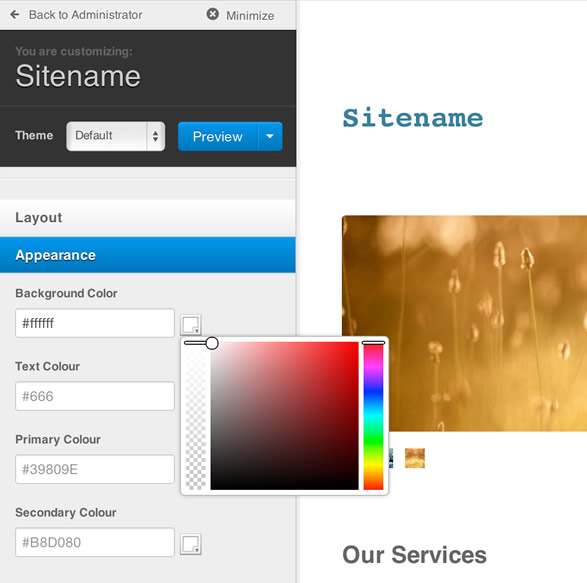 Back to Administrator
Minimize
You are customizing:
Sitename
Theme
Default
Preview
Layout
Appearance
Background Color
#ffffff
Text Colour
#666
Primary Colour
#39809E
Secondary Colour
#B8D080
Sitename
Our Services